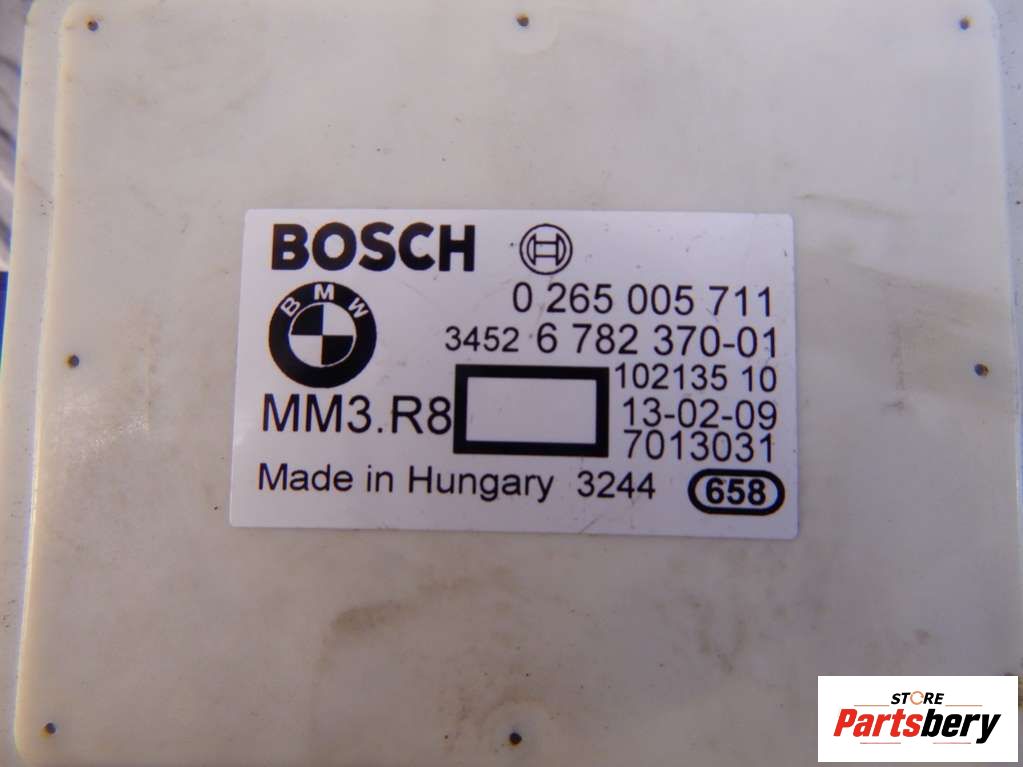 BOSCH
0 265 005 711
BMW
3452 6 782 370-01
102135 10
MM3.R8
13-02-09
7013031
Made in Hungary 3244 658
STORE
Partsbery